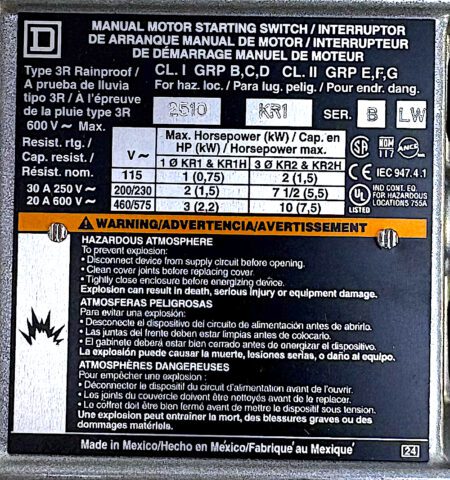 MANUAL MOTOR STARTING SWITCH / INTERRUPTOR
DE ARRANQUE MANUAL DE MOTOR / INTERRUPTEUR
DE DÉMARRAGE MANUEL DE MOTEUR
Type 3R Rainproof / CL. I GRP B,C,D CL. II GRP E,F,G
A prueba de lluvia For haz. loc. / Para lug. pelig. / Pour endr. dang.
tipo 3R / À l'épreuve
de la pluie type 3R 2510 KR1 SER. B LW
600 V~ Max.
Resist. rtg. /
Cap. resist. /
Résist. nom.
30 A 250 V~
20 A 600 V~
V~ Max. Horsepower (kW) / Cap. en
HP (kW) / Horsepower max.
1 Ø KR1 & KR1H 3 Ø KR2 & KR2H
115 1 (0,75) 2 (1,5)
200/230 2 (1,5) 7 1/2 (5,5)
460/575 3 (2,2) 10 (7,5)
SA NOM ANCE
117
CE IEC 947.4.1
UL LISTED
IND CONT. EQ.
FOR HAZARDOUS
LOCATIONS 755A
WARNING/ADVERTENCIA/AVERTISSEMENT
HAZARDOUS ATMOSPHERE
To prevent explosion:
• Disconnect device from supply circuit before opening.
• Clean cover joints before replacing cover.
• Tightly close enclosure before energizing device.
Explosion can result in death, serious injury or equipment damage.
ATMOSFERAS PELIGROSAS
Para evitar una explosión:
• Desconecte el dispositivo del circuito de alimentación antes de abrirlo.
• Las juntas del frente deben estar limpias antes de colocarlo.
• El gabinete deberá estar bien cerrado antes de energizar el dispositivo.
La explosión puede causar la muerte, lesiones serias, o daño al equipo.
ATMOSPHÈRES DANGEREUSES
Pour empêcher une explosion :
• Déconnecter le dispositif du circuit d'alimentation avant de l'ouvrir.
• Les joints du couvercle doivent être nettoyés avant de le replacer.
• Le coffret doit être bien fermé avant de mettre le dispositif sous tension.
Une explosion peut entraîner la mort, des blessures graves ou des
dommages matériels.
Made in Mexico/Hecho en México/Fabriqué au Mexique
24